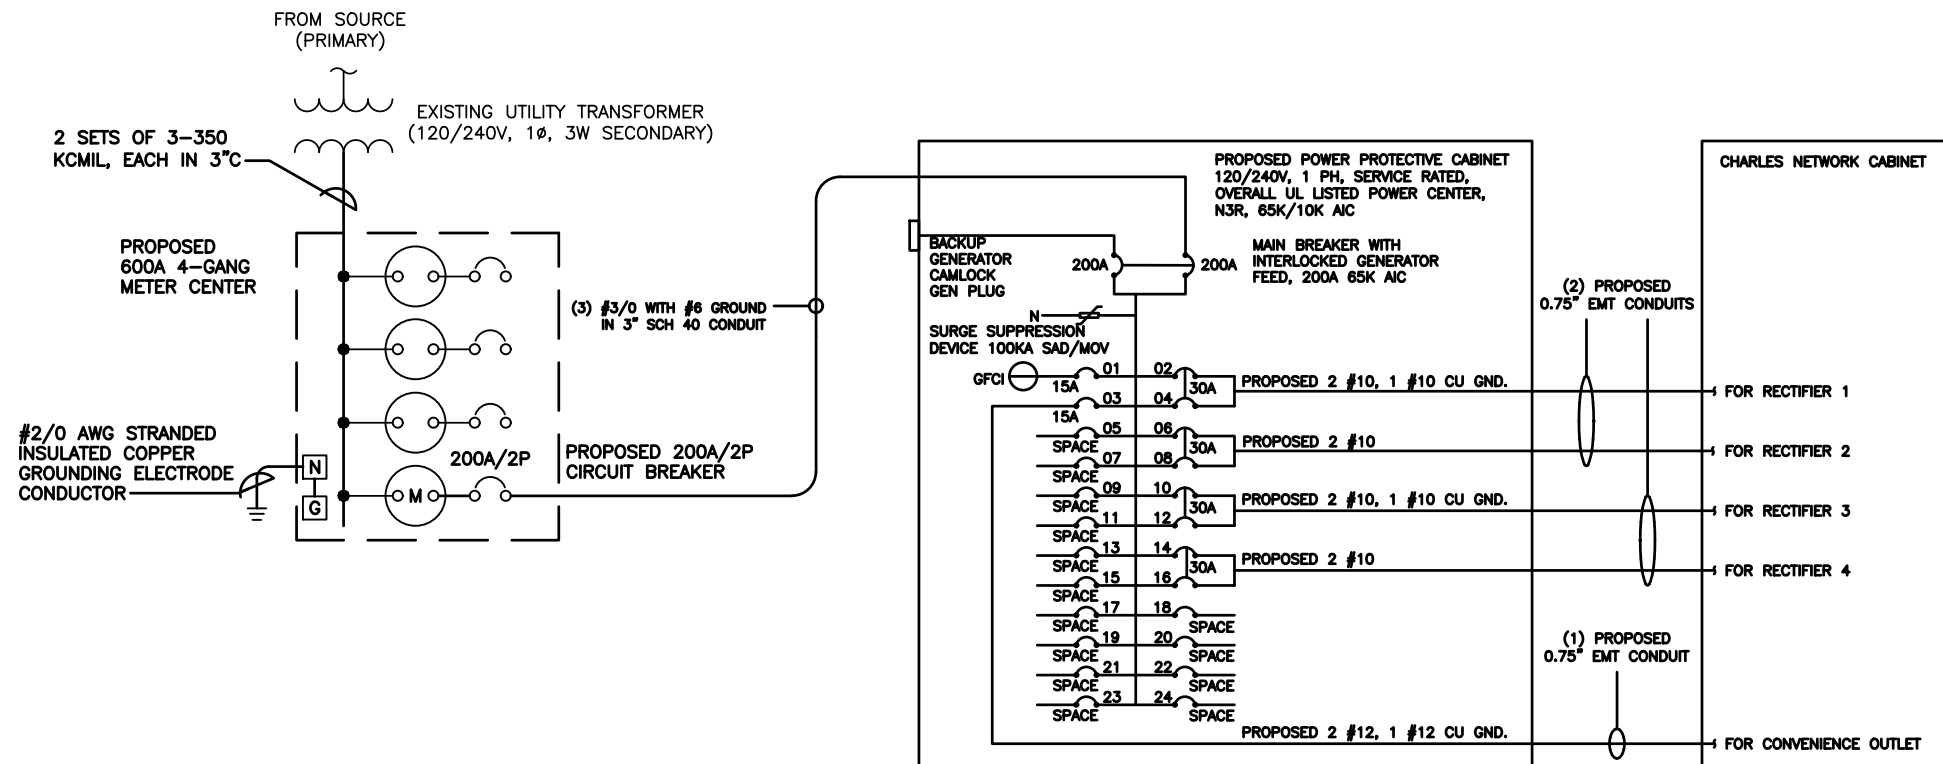 FROM SOURCE
(PRIMARY)
EXISTING UTILITY TRANSFORMER
(120/240V, 1ø, 3W SECONDARY)
2 SETS OF 3-350
KCMIL, EACH IN 3"C
PROPOSED
600A 4-GANG
METER CENTER
#2/0 AWG STRANDED
INSULATED COPPER
GROUNDING ELECTRODE
CONDUCTOR
N
G
M
200A/2P
PROPOSED 200A/2P
CIRCUIT BREAKER
(3) #3/0 WITH #6 GROUND
IN 3" SCH 40 CONDUIT
PROPOSED POWER PROTECTIVE CABINET
120/240V, 1 PH, SERVICE RATED,
OVERALL UL LISTED POWER CENTER,
N3R, 65K/10K AIC
BACKUP
GENERATOR
CAMLOCK
GEN PLUG
200A
200A
MAIN BREAKER WITH
INTERLOCKED GENERATOR
FEED, 200A 65K AIC
N
SURGE SUPPRESSION
DEVICE 100KA SAD/MOV
GFCI
15A
01
02
30A
PROPOSED 2 #10, 1 #10 CU GND.
15A
03
04
SPACE
05
06
30A
PROPOSED 2 #10
SPACE
07
08
SPACE
09
10
30A
PROPOSED 2 #10, 1 #10 CU GND.
SPACE
11
12
SPACE
13
14
30A
PROPOSED 2 #10
SPACE
15
16
SPACE
17
18
SPACE
SPACE
19
20
SPACE
SPACE
21
22
SPACE
SPACE
23
24
SPACE
PROPOSED 2 #12, 1 #12 CU GND.
(2) PROPOSED
0.75" EMT CONDUITS
(1) PROPOSED
0.75" EMT CONDUIT
CHARLES NETWORK CABINET
FOR RECTIFIER 1
FOR RECTIFIER 2
FOR RECTIFIER 3
FOR RECTIFIER 4
FOR CONVENIENCE OUTLET